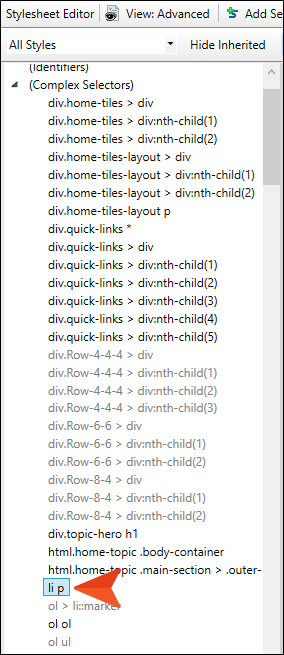 Stylesheet Editor View: Advanced Add Se
All Styles Hide Inherited
(Identifiers)
(Complex Selectors)
div.home-tiles > div
div.home-tiles > div:nth-child(1)
div.home-tiles > div:nth-child(2)
div.home-tiles-layout > div
div.home-tiles-layout > div:nth-child(1)
div.home-tiles-layout > div:nth-child(2)
div.home-tiles-layout p
div.quick-links *
div.quick-links > div
div.quick-links > div:nth-child(1)
div.quick-links > div:nth-child(2)
div.quick-links > div:nth-child(3)
div.quick-links > div:nth-child(4)
div.quick-links > div:nth-child(5)
div.Row-4-4-4 > div
div.Row-4-4-4 > div:nth-child(1)
div.Row-4-4-4 > div:nth-child(2)
div.Row-4-4-4 > div:nth-child(3)
div.Row-6-6 > div
div.Row-6-6 > div:nth-child(1)
div.Row-6-6 > div:nth-child(2)
div.Row-8-4 > div
div.Row-8-4 > div:nth-child(1)
div.Row-8-4 > div:nth-child(2)
div.topic-hero h1
html.home-topic .body-container
html.home-topic .main-section > .outer-
li p
ol > li::marker
ol ol
ol ul